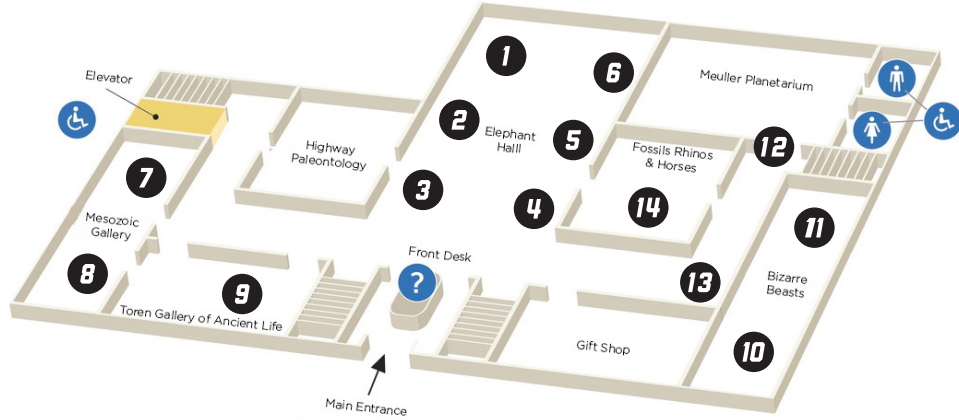 1
6
Elevator
Meuller Planetarium
2
Elephant
Halll
5
12
Highway
Paleontology
Fossils Rhinos
& Horses
7
3
4
14
Mesozoic
Gallery
11
Front Desk
?
8
9
13
Bizarre
Beasts
Toren Gallery of Ancient Life
Gift Shop
10
Main Entrance